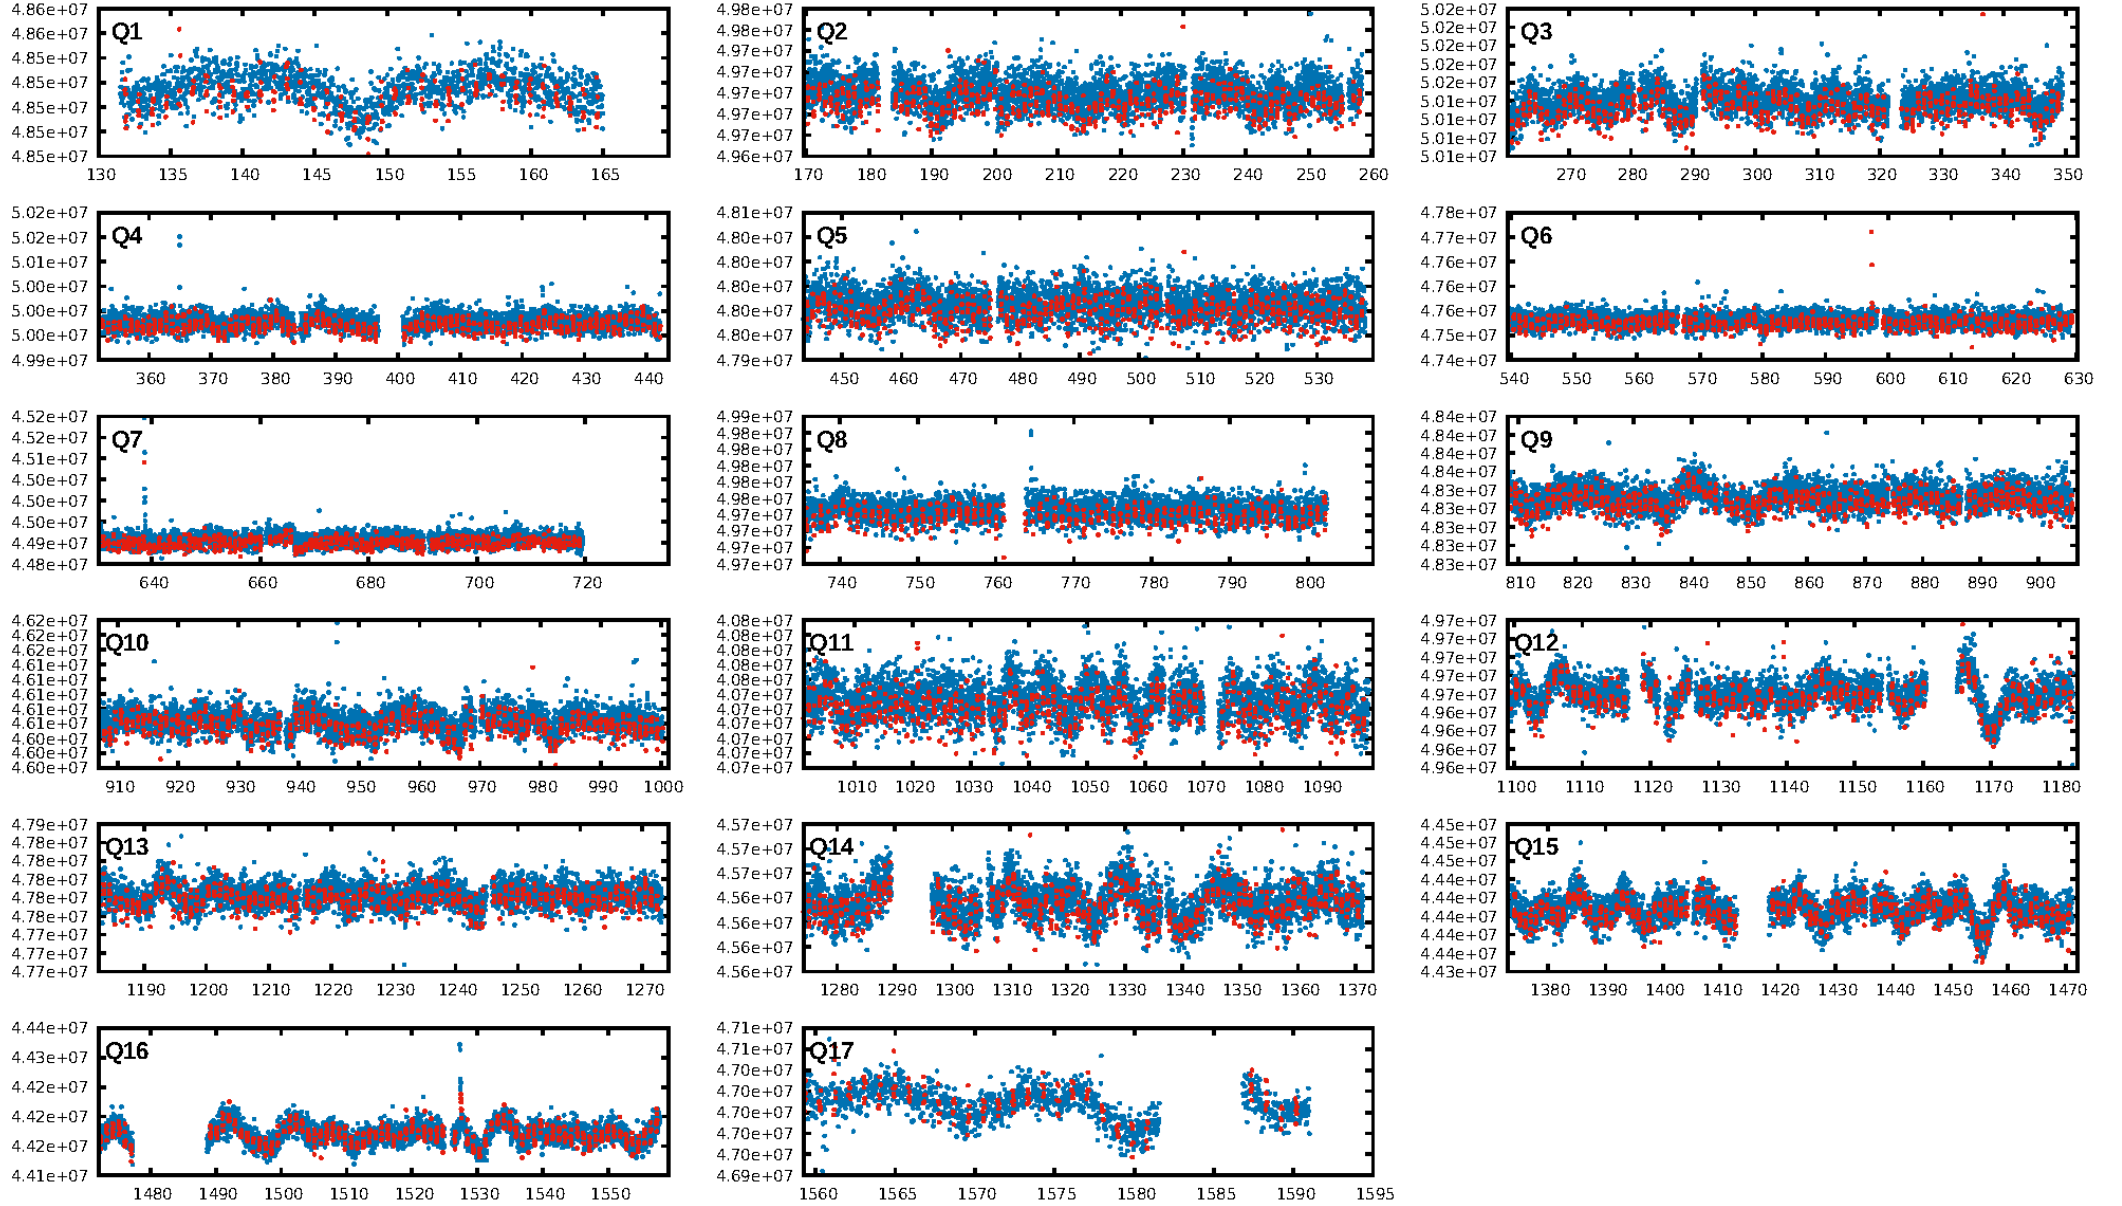 Q1
4.86e+07
4.86e+07
4.85e+07
4.85e+07
4.85e+07
4.85e+07
4.85e+07
130 135 140 145 150 155 160 165
Q2
4.98e+07
4.98e+07
4.97e+07
4.97e+07
4.97e+07
4.97e+07
4.97e+07
4.96e+07
170 180 190 200 210 220 230 240 250 260
Q3
5.02e+07
5.02e+07
5.02e+07
5.02e+07
5.02e+07
5.01e+07
5.01e+07
5.01e+07
5.01e+07
270 280 290 300 310 320 330 340 350
Q4
5.02e+07
5.02e+07
5.01e+07
5.00e+07
5.00e+07
5.00e+07
4.99e+07
360 370 380 390 400 410 420 430 440
Q5
4.81e+07
4.80e+07
4.80e+07
4.80e+07
4.80e+07
4.80e+07
4.79e+07
450 460 470 480 490 500 510 520 530
Q6
4.78e+07
4.77e+07
4.76e+07
4.76e+07
4.76e+07
4.75e+07
4.74e+07
540 550 560 570 580 590 600 610 620 630
Q7
4.52e+07
4.52e+07
4.51e+07
4.50e+07
4.50e+07
4.50e+07
4.49e+07
4.48e+07
640 660 680 700 720
Q8
4.99e+07
4.98e+07
4.98e+07
4.98e+07
4.98e+07
4.98e+07
4.97e+07
4.97e+07
4.97e+07
4.97e+07
740 750 760 770 780 790 800
Q9
4.84e+07
4.84e+07
4.84e+07
4.84e+07
4.83e+07
4.83e+07
4.83e+07
4.83e+07
4.83e+07
810 820 830 840 850 860 870 880 890 900
Q10
4.62e+07
4.62e+07
4.62e+07
4.61e+07
4.61e+07
4.61e+07
4.61e+07
4.61e+07
4.60e+07
4.60e+07
4.60e+07
910 920 930 940 950 960 970 980 990 1000
Q11
4.08e+07
4.08e+07
4.08e+07
4.08e+07
4.08e+07
4.07e+07
4.07e+07
4.07e+07
4.07e+07
4.07e+07
4.07e+07
1010 1020 1030 1040 1050 1060 1070 1080 1090
Q12
4.97e+07
4.97e+07
4.97e+07
4.97e+07
4.97e+07
4.96e+07
4.96e+07
4.96e+07
4.96e+07
1100 1110 1120 1130 1140 1150 1160 1170 1180
Q13
4.79e+07
4.78e+07
4.78e+07
4.78e+07
4.78e+07
4.78e+07
4.77e+07
4.77e+07
4.77e+07
1190 1200 1210 1220 1230 1240 1250 1260 1270
Q14
4.57e+07
4.57e+07
4.57e+07
4.56e+07
4.56e+07
4.56e+07
4.56e+07
1280 1290 1300 1310 1320 1330 1340 1350 1360 1370
Q15
4.45e+07
4.45e+07
4.45e+07
4.44e+07
4.44e+07
4.44e+07
4.44e+07
4.44e+07
4.43e+07
1380 1390 1400 1410 1420 1430 1440 1450 1460 1470
Q16
4.44e+07
4.43e+07
4.42e+07
4.42e+07
4.42e+07
4.41e+07
1480 1490 1500 1510 1520 1530 1540 1550
Q17
4.71e+07
4.71e+07
4.70e+07
4.70e+07
4.70e+07
4.70e+07
4.70e+07
4.69e+07
1560 1565 1570 1575 1580 1585 1590 1595